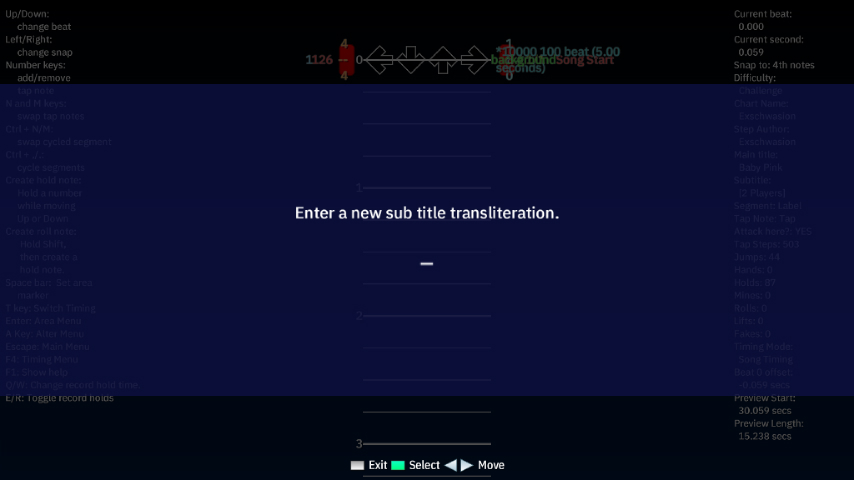 Up/Down:
change beat
Left/Right:
change snap
Number keys:
add/remove
tap note
N and M keys:
swap tap notes
Ctrl + N/M:
swap cycled segment
Ctrl + ,/.:
cycle segments
Create hold note:
Hold a number
while moving
Up or Down
Create roll note:
Hold Shift,
then create a
hold note.
Space bar: Set area
marker
T key: Switch Timing
Enter: Area Menu
A Key: Alter Menu
Escape: Main Menu
F4: Timing Menu
F1: Show help
Q/W: Change record hold time
E/R: Toggle record holds
4
1126 -- 0
4
1
*10000 100 beat (5.00
seconds)
Song Start
0
1
2
3
Enter a new sub title transliteration.
Exit Select Move
Current beat:
0.000
Current second:
0.059
Snap to: 4th notes
Difficulty:
Challenge
Chart Name:
Exschwasion
Step Author:
Exschwasion
Main title:
Baby Pink
Subtitle:
[2 Players]
Segment: Label
Tap Note: Tap
Attack here?: YES
Tap Steps: 503
Jumps: 44
Hands: 0
Holds: 87
Mines: 9
Rolls: 0
Lifts: 6
Fakes: 0
Timing Mode:
Song Timing
Beat 0 offset:
-0.059 secs
Preview Start:
30.059 secs
Preview Length:
15.238 secs